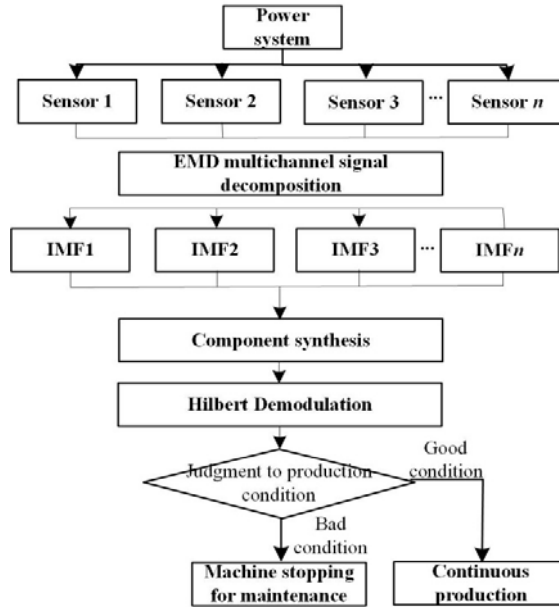 Power
system
Sensor 1
Sensor 2
Sensor 3
...
Sensor n
EMD multichannel signal
decomposition
IMF1
IMF2
IMF3
...
IMFn
Component synthesis
Hilbert Demodulation
Judgment to production
condition
Good
condition
Bad
condition
Machine stopping
for maintenance
Continuous
production